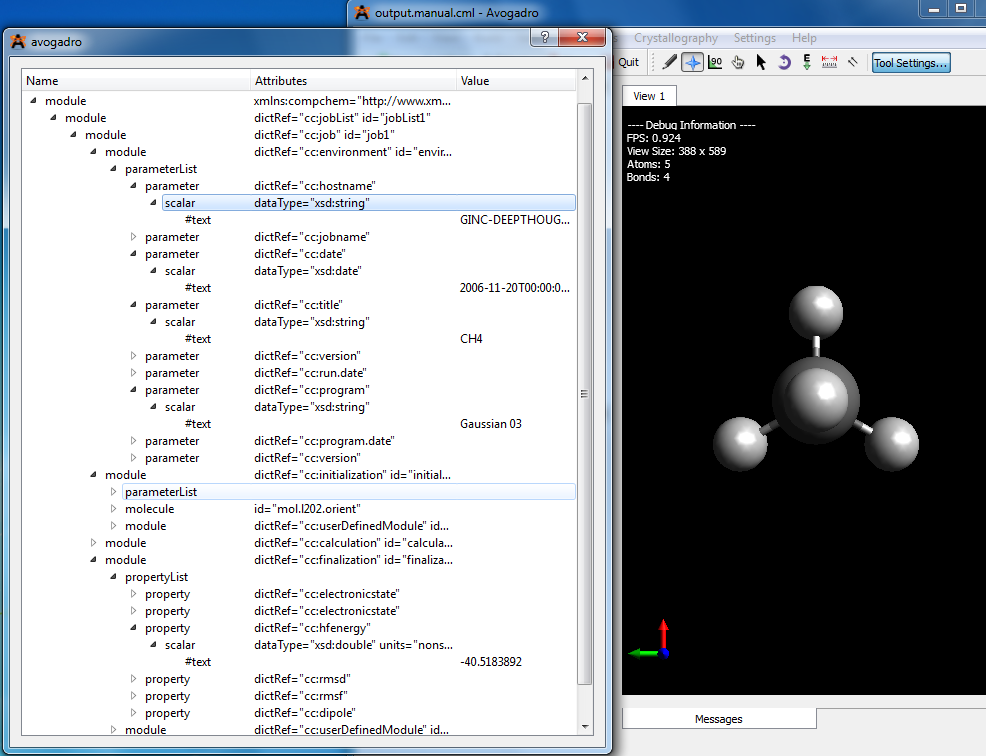 output.manual.cml - Avogadro
avogadro
Crystallography Settings Help
Quit
Tool Settings...
View 1
Name Attributes Value
module xmlns:compchem="http://www.xm...
module dictRef="cc:jobList" id="jobList1"
module dictRef="cc:job" id="job1"
module dictRef="cc:environment" id="envir...
parameterList
parameter dictRef="cc:hostname"
scalar dataType="xsd:string"
#text GINC-DEEPTHOUG...
parameter dictRef="cc:jobname"
parameter dictRef="cc:date"
scalar dataType="xsd:date"
#text 2006-11-20T00:00:0...
parameter dictRef="cc:title"
scalar dataType="xsd:string"
#text CH4
parameter dictRef="cc:version"
parameter dictRef="cc:run.date"
parameter dictRef="cc:program"
scalar dataType="xsd:string"
#text Gaussian 03
parameter dictRef="cc:program.date"
parameter dictRef="cc:version"
module dictRef="cc:initialization" id="initial...
parameterList
molecule id="mol.l202.orient"
module dictRef="cc:userDefinedModule" id...
module dictRef="cc:calculation" id="calcula...
module dictRef="cc:finalization" id="finaliza...
propertyList
property dictRef="cc:electronicstate"
property dictRef="cc:electronicstate"
property dictRef="cc:hfenergy"
scalar dataType="xsd:double" units="nons...
#text -40.5183892
property dictRef="cc:rmsd"
property dictRef="cc:rmsf"
property dictRef="cc:dipole"
module dictRef="cc:userDefinedModule" id...
---- Debug Information ----
FPS: 0.924
View Size: 388 x 589
Atoms: 5
Bonds: 4
Messages